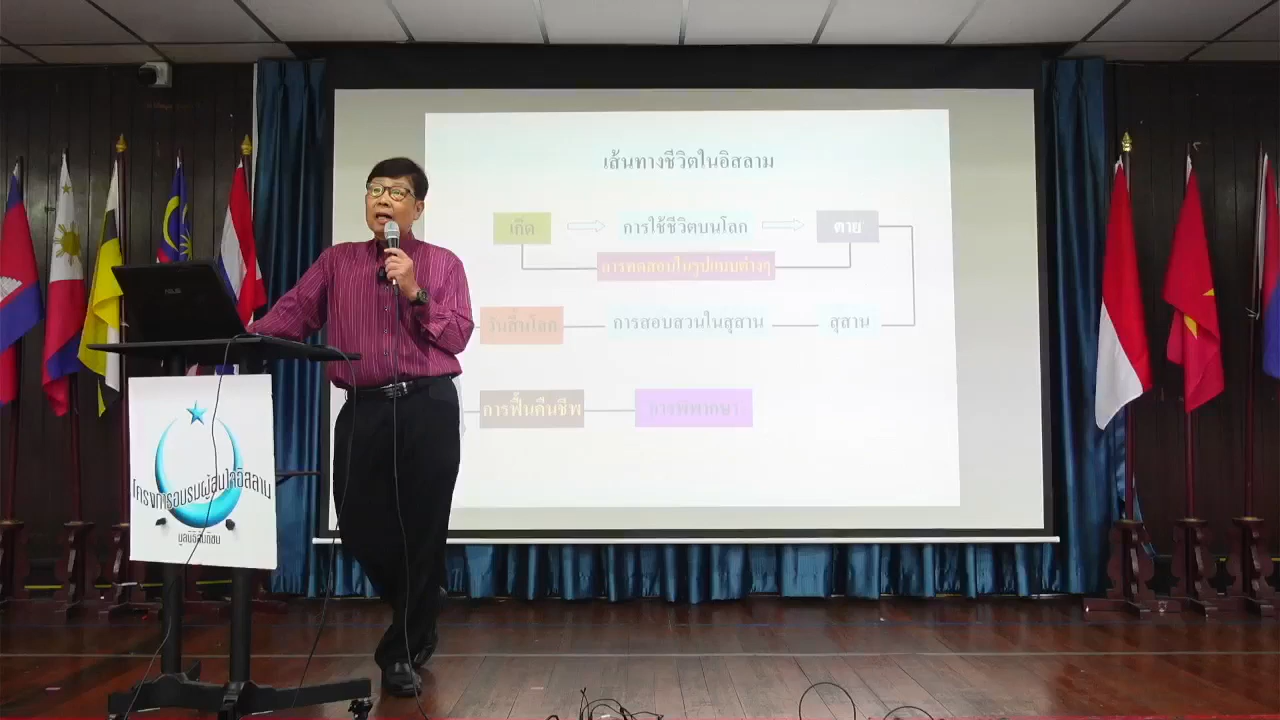 เส้นทางชีวิตในอิสลาม
เกิด
การใช้ชีวิตบนโลก
ตาย
การทดสอบในรูปแบบต่างๆ
วันสิ้นโลก
การสอบสวนในสุสาน
สุสาน
การฟื้นคืนชีพ
การพิพากษา
โครงการอบรมผู้สนใจอิสลาม
มูลนิธิสันติชน
ASUS